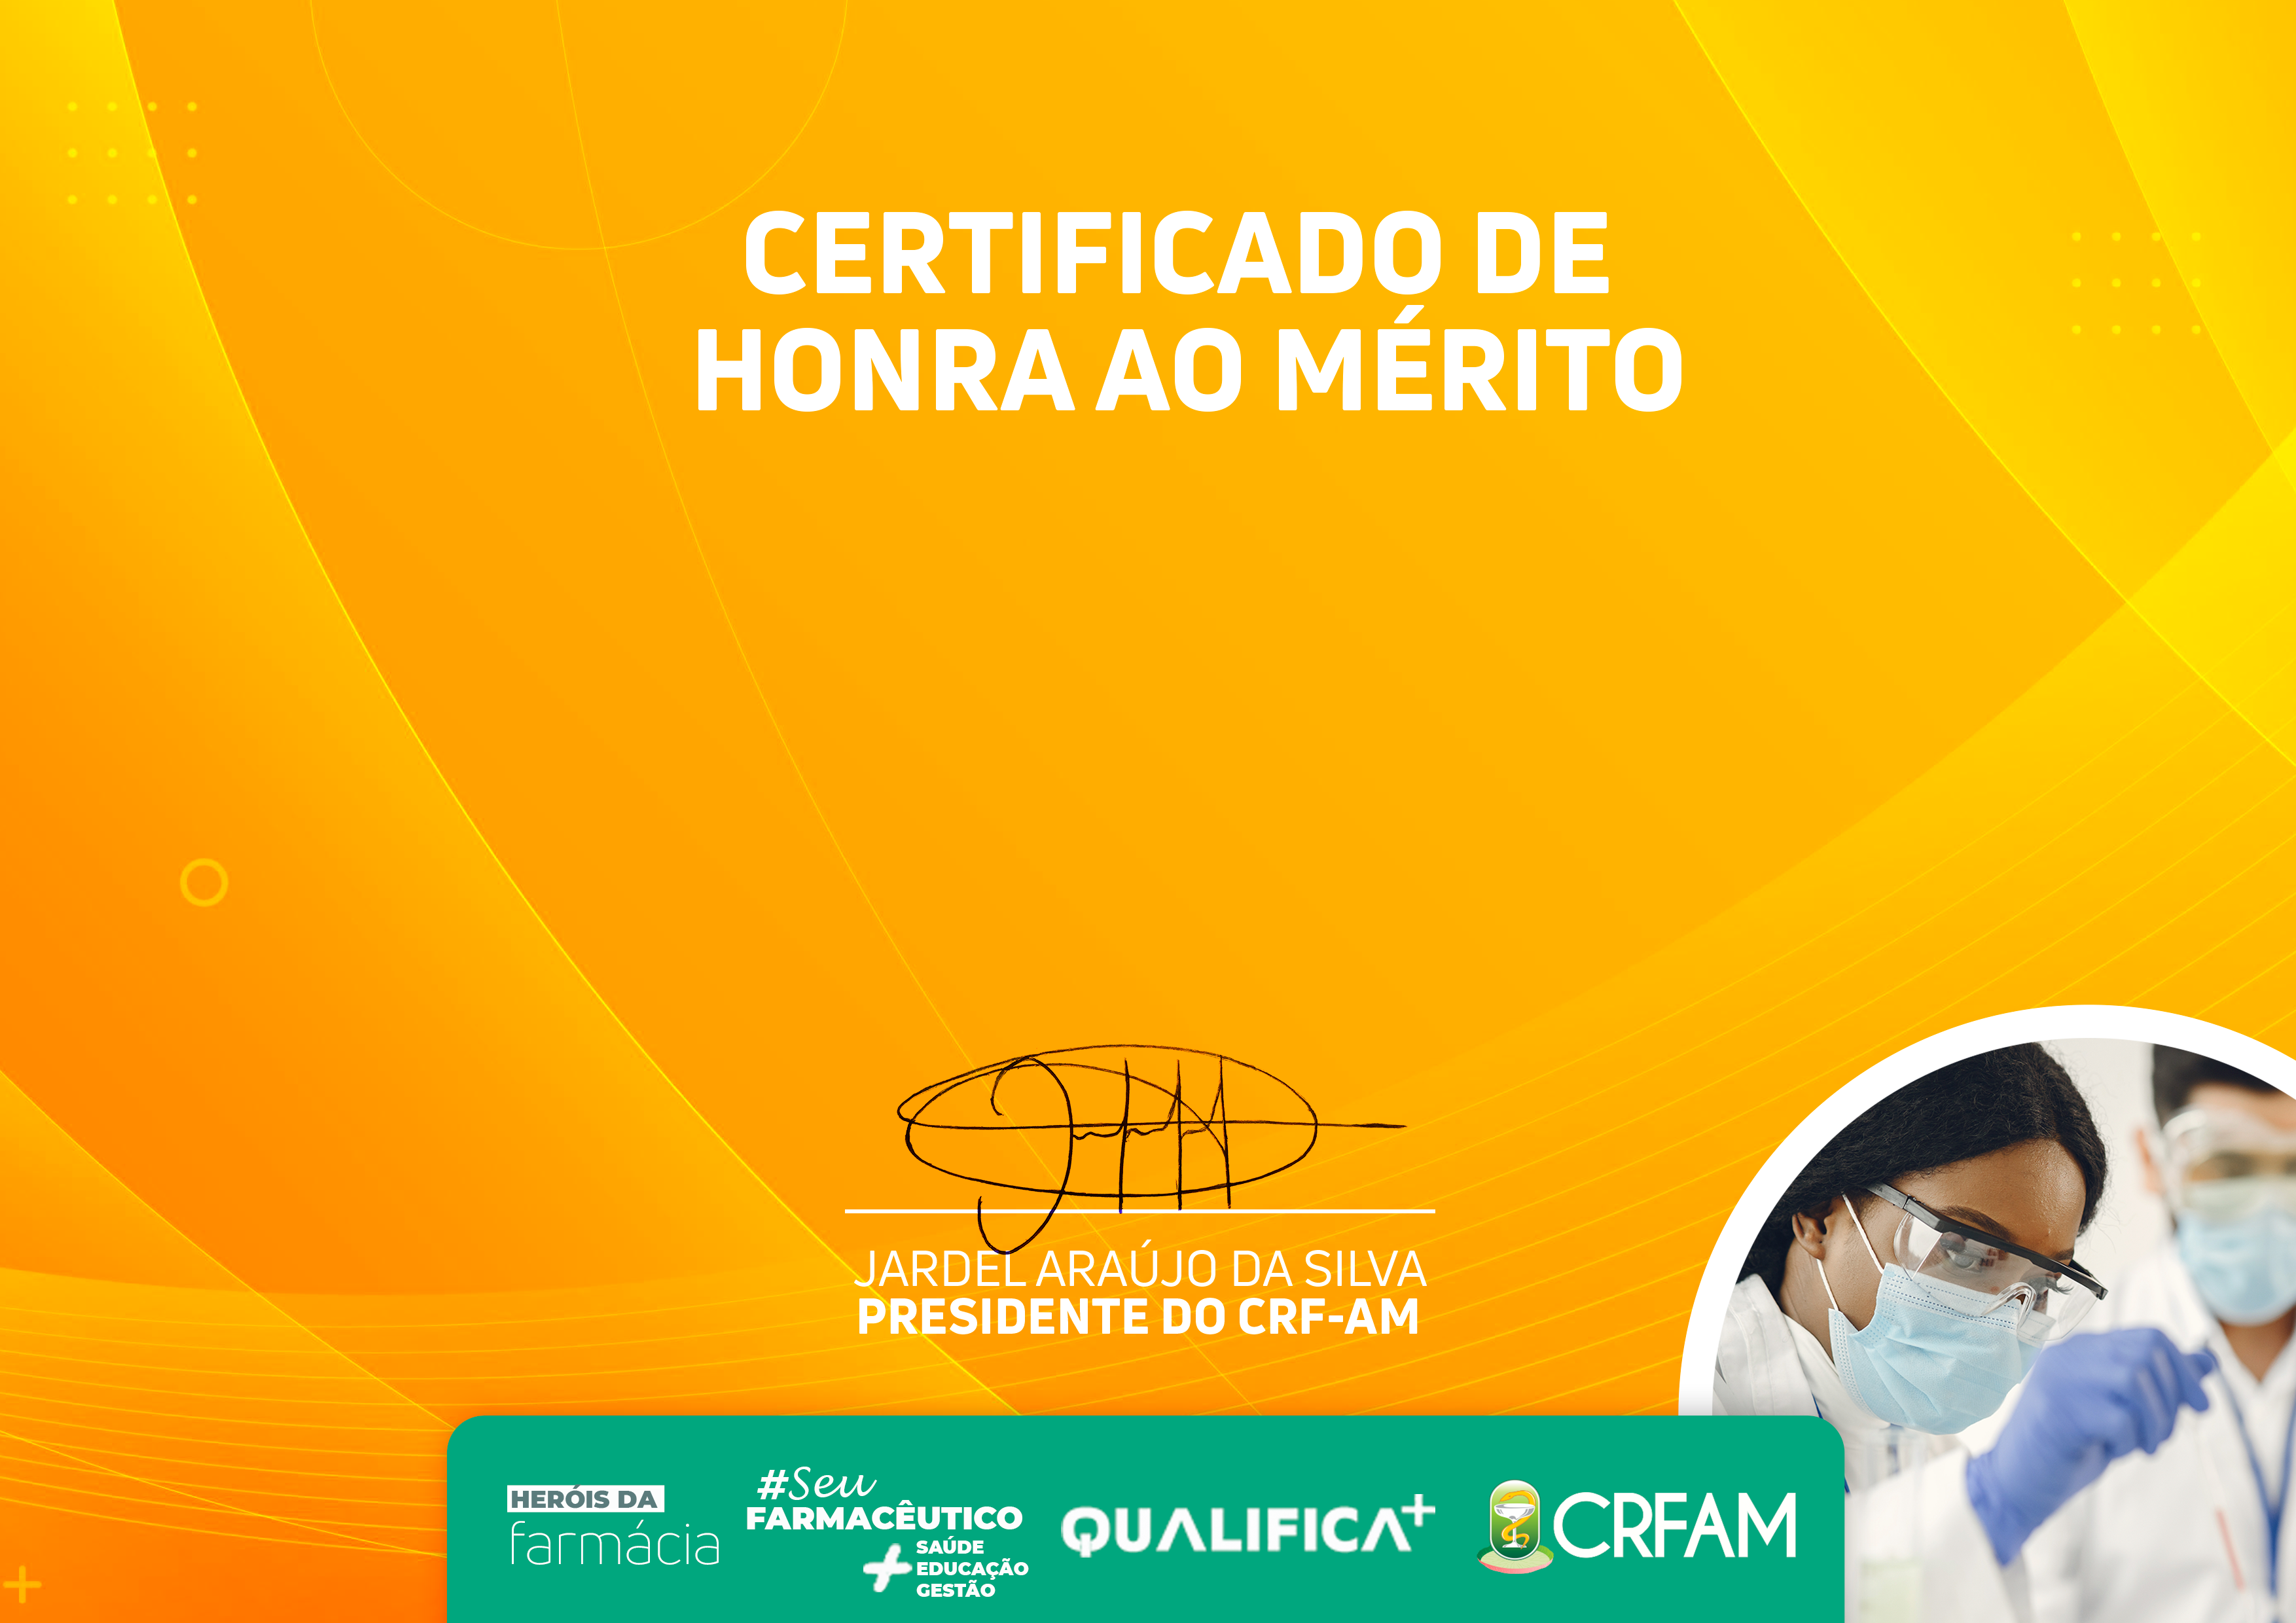 CERTIFICADO DE
HONRA AO MÉRITO
JARDEL ARAÚJO DA SILVA
PRESIDENTE DO CRF-AM
HERÓIS DA
farmácia
#Seu
FARMACÊUTICO
+ SAÚDE
EDUCAÇÃO
GESTÃO
QUALIFICA+
CRFAM